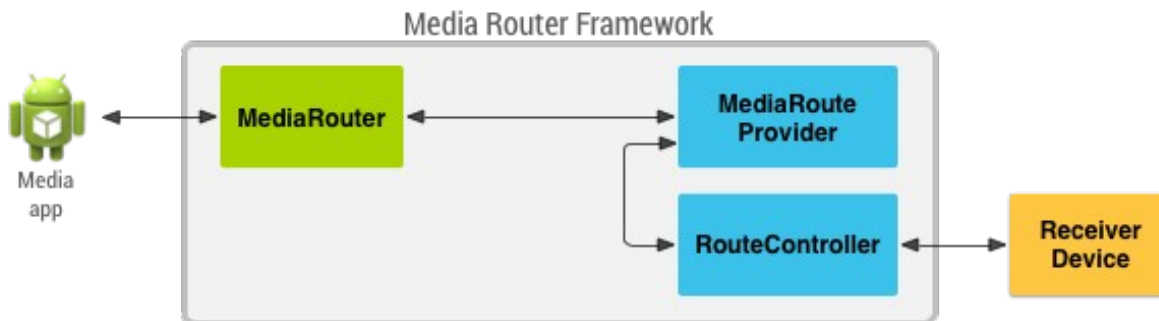 Media Router Framework
Media
app
MediaRouter
MediaRoute
Provider
RouteController
Receiver
Device